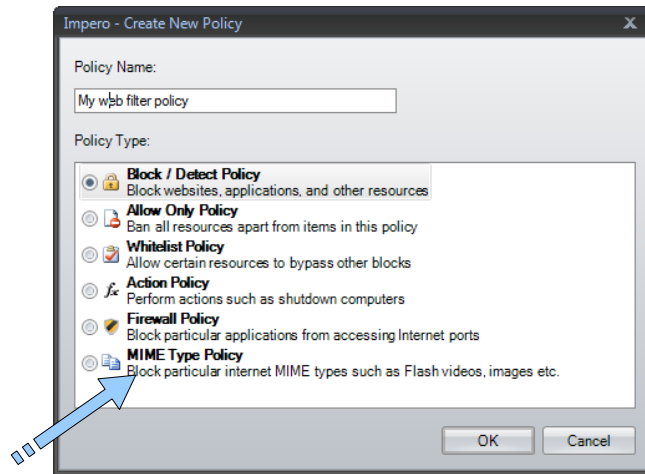 Impero - Create New Policy
Policy Name:
My web filter policy
Policy Type:
Block / Detect Policy
Block websites, applications, and other resources
Allow Only Policy
Ban all resources apart from items in this policy
Whitelist Policy
Allow certain resources to bypass other blocks
Action Policy
Perform actions such as shutdown computers
Firewall Policy
Block particular applications from accessing Internet ports
MIME Type Policy
Block particular internet MIME types such as Flash videos, images etc.
OK Cancel